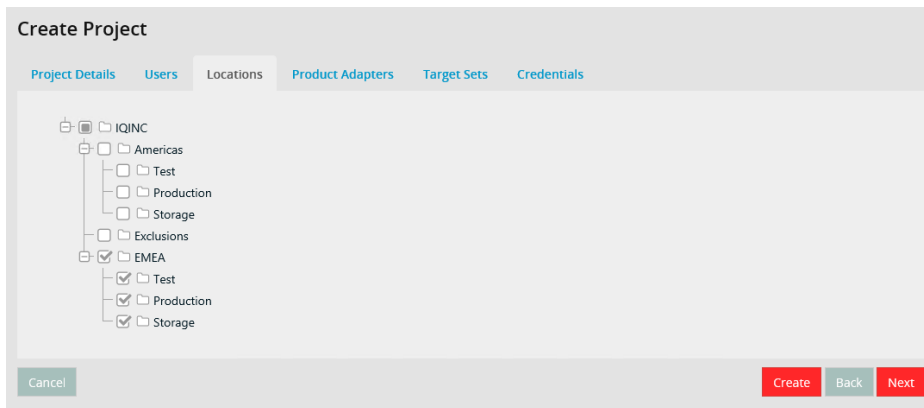 Create Project
Project Details Users Locations Product Adapters Target Sets Credentials
IQINC
Americas
Test
Production
Storage
Exclusions
EMEA
Test
Production
Storage
Cancel Create Back Next